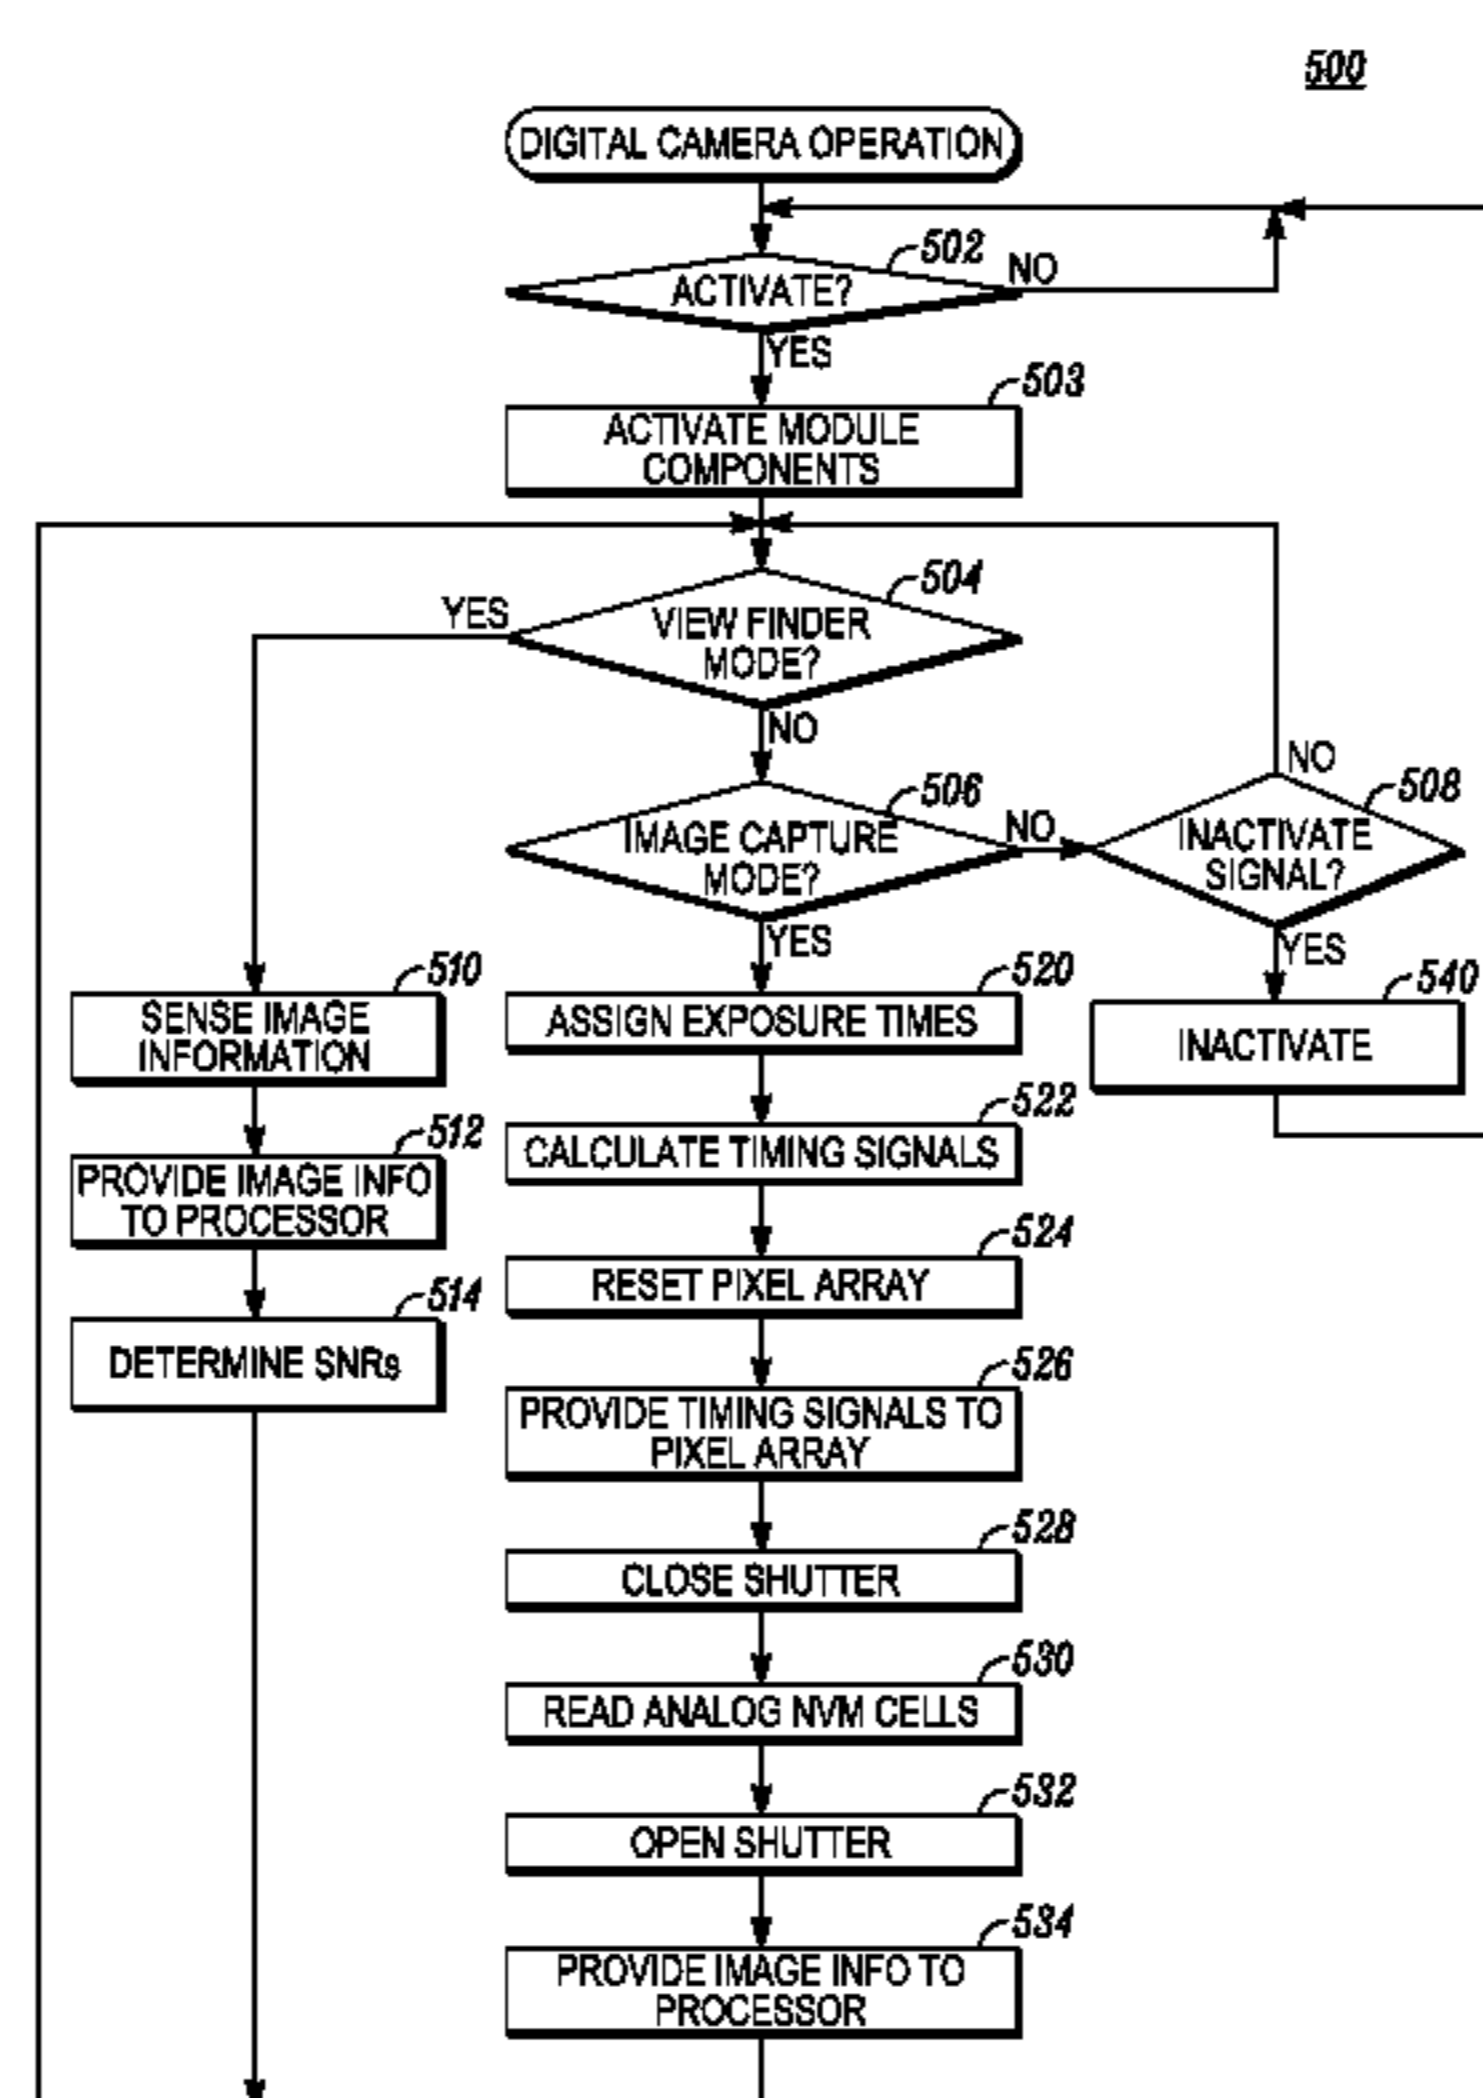 500
DIGITAL CAMERA OPERATION
502
ACTIVATE?
NO
YES
503
ACTIVATE MODULE
COMPONENTS
504
YES
VIEW FINDER
MODE?
NO
506
IMAGE CAPTURE
MODE?
NO
YES
508
NO
INACTIVATE
SIGNAL?
YES
510
SENSE IMAGE
INFORMATION
512
PROVIDE IMAGE INFO
TO PROCESSOR
514
DETERMINE SNRs
520
ASSIGN EXPOSURE TIMES
522
CALCULATE TIMING SIGNALS
524
RESET PIXEL ARRAY
526
PROVIDE TIMING SIGNALS TO
PIXEL ARRAY
528
CLOSE SHUTTER
530
READ ANALOG NVM CELLS
532
OPEN SHUTTER
534
PROVIDE IMAGE INFO TO
PROCESSOR
540
INACTIVATE